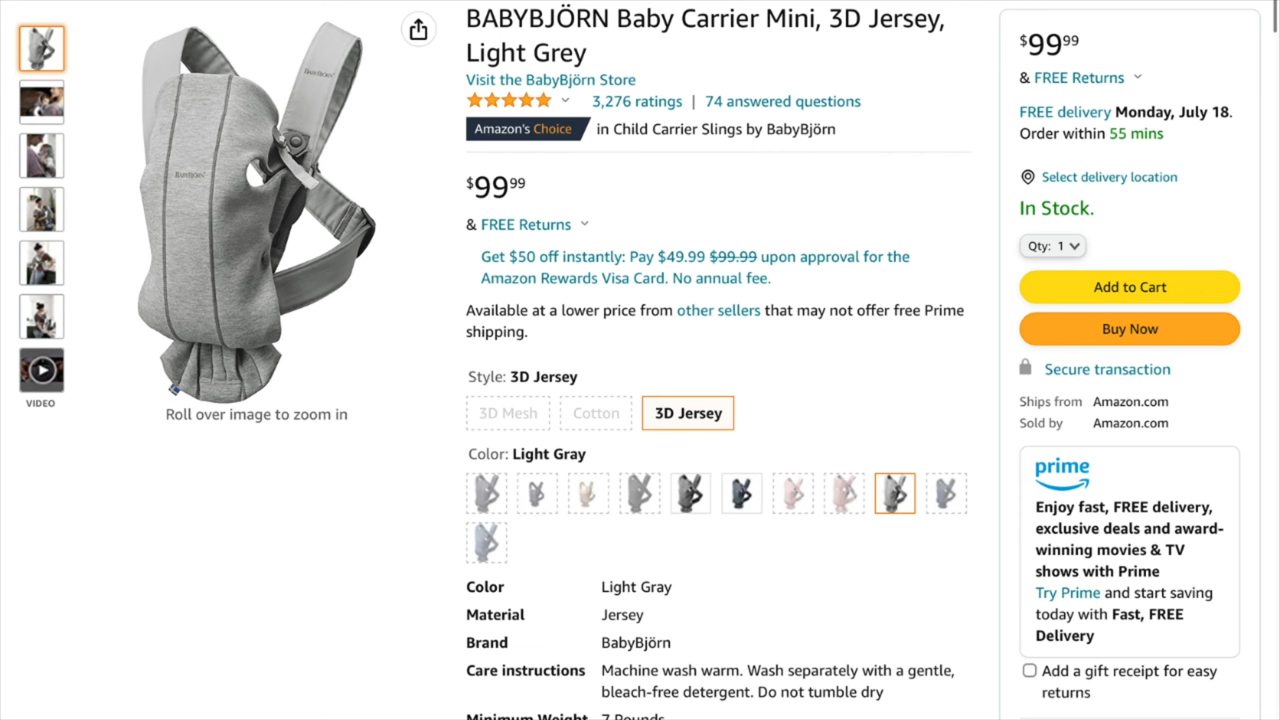 BABYBJÖRN Baby Carrier Mini, 3D Jersey,
Light Grey
Visit the BabyBjörn Store
3,276 ratings | 74 answered questions
Amazon's Choice in Child Carrier Slings by BabyBjörn
$99 99
& FREE Returns
Get $50 off instantly: Pay $49.99 $99.99 upon approval for the
Amazon Rewards Visa Card. No annual fee.
Available at a lower price from other sellers that may not offer free Prime
shipping.
Style: 3D Jersey
3D Mesh
Cotton
3D Jersey
Color: Light Gray
Color Light Gray
Material Jersey
Brand BabyBjörn
Care instructions Machine wash warm. Wash separately with a gentle,
bleach-free detergent. Do not tumble dry
Minimum Weight 7 Pounds
BabyBjörn
BabyBjörn
VIDEO
Roll over image to zoom in
$99 99
& FREE Returns
FREE delivery Monday, July 18.
Order within 55 mins
Select delivery location
In Stock.
Qty: 1
Add to Cart
Buy Now
Secure transaction
Ships from Amazon.com
Sold by Amazon.com
prime
Enjoy fast, FREE delivery,
exclusive deals and award-
winning movies & TV
shows with Prime
Try Prime and start saving
today with Fast, FREE
Delivery
Add a gift receipt for easy
returns